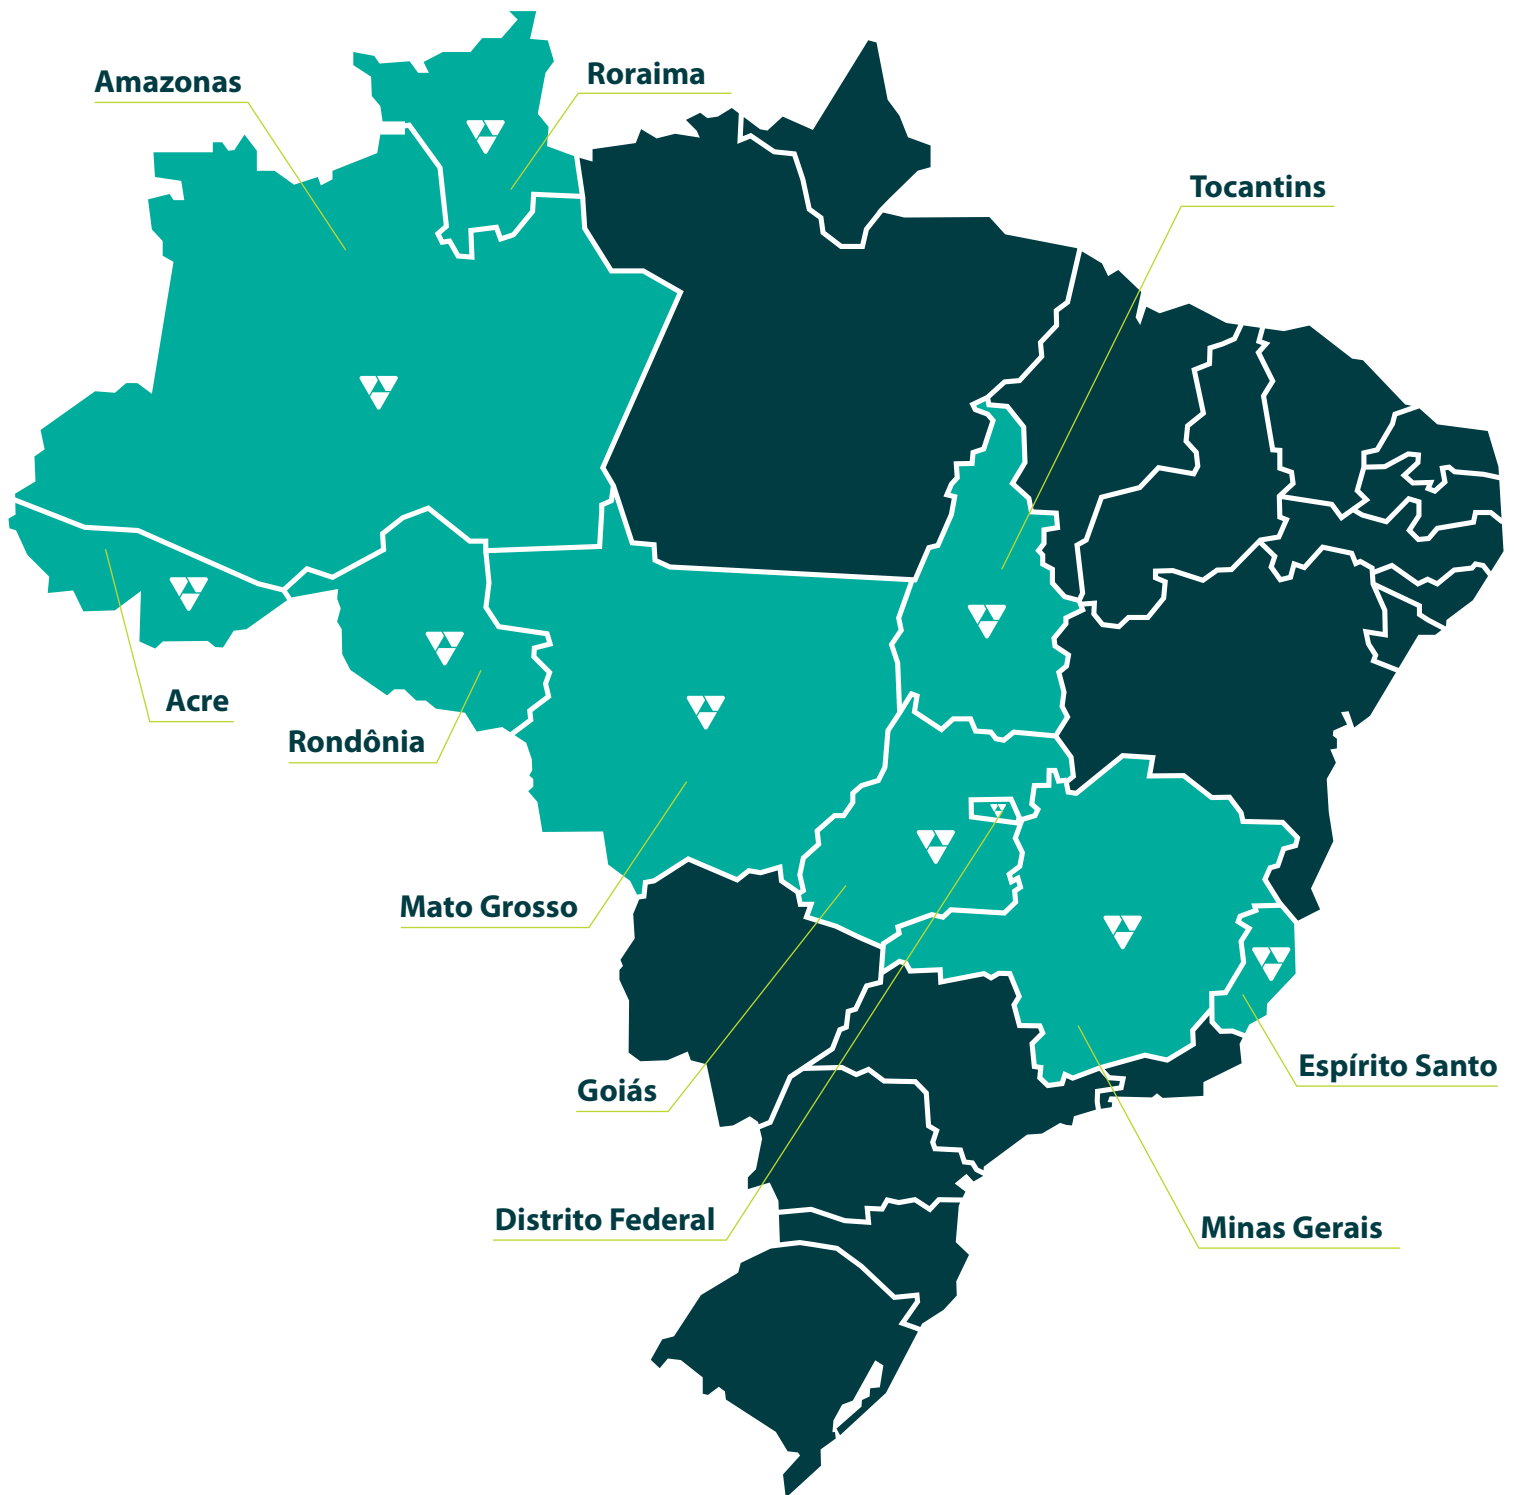 Roraima
Amazonas
Tocantins
Acre
Rondônia
Mato Grosso
Espírito Santo
Goiás
Distrito Federal
Minas Gerais